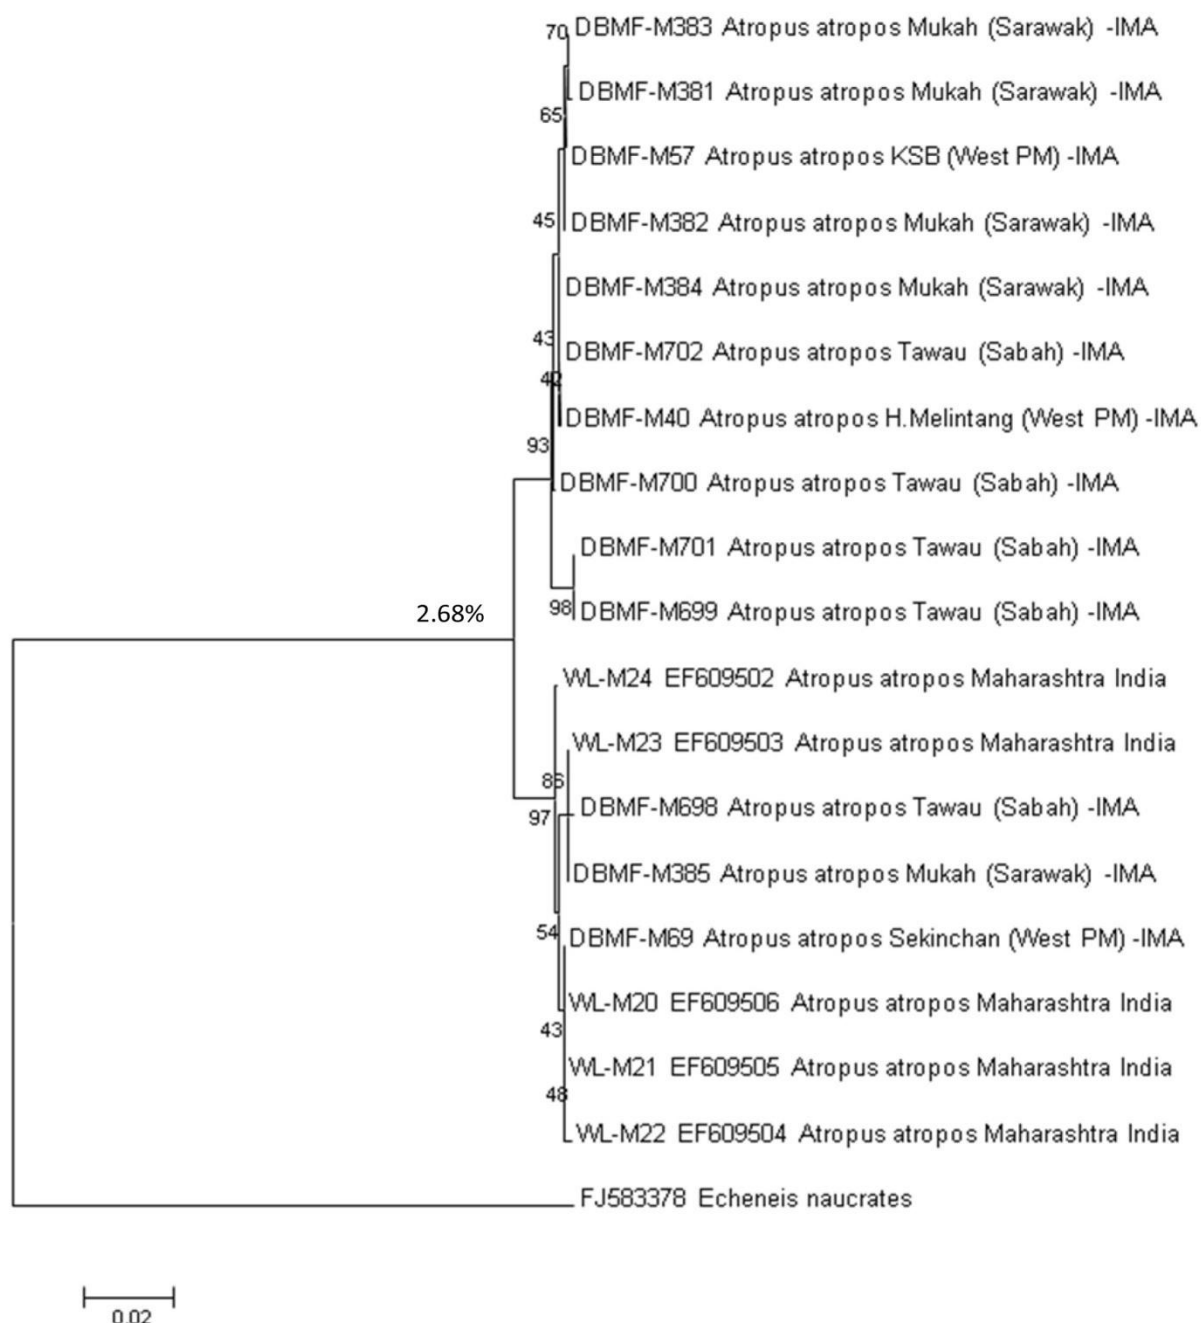 70 DBMF-M383 Atropus atropos Mukah (Sarawak) -IMA
DBMF-M381 Atropus atropos Mukah (Sarawak) -IMA
65
DBMF-M57 Atropus atropos KSB (West PM) -IMA
45 DBMF-M382 Atropus atropos Mukah (Sarawak) -IMA
DBMF-M384 Atropus atropos Mukah (Sarawak) -IMA
43
DBMF-M702 Atropus atropos Tawau (Sabah) -IMA
42
DBMF-M40 Atropus atropos H.Melintang (West PM) -IMA
93
DBMF-M700 Atropus atropos Tawau (Sabah) -IMA
DBMF-M701 Atropus atropos Tawau (Sabah) -IMA
2.68%
98 DBMF-M699 Atropus atropos Tawau (Sabah) -IMA
WL-M24 EF609502 Atropus atropos Maharashtra India
WL-M23 EF609503 Atropus atropos Maharashtra India
86
DBMF-M698 Atropus atropos Tawau (Sabah) -IMA
97
DBMF-M385 Atropus atropos Mukah (Sarawak) -IMA
54 DBMF-M69 Atropus atropos Sekinchan (West PM) -IMA
WL-M20 EF609506 Atropus atropos Maharashtra India
43
WL-M21 EF609505 Atropus atropos Maharashtra India
48
WL-M22 EF609504 Atropus atropos Maharashtra India
FJ583378 Echeneis naucrates
0.02